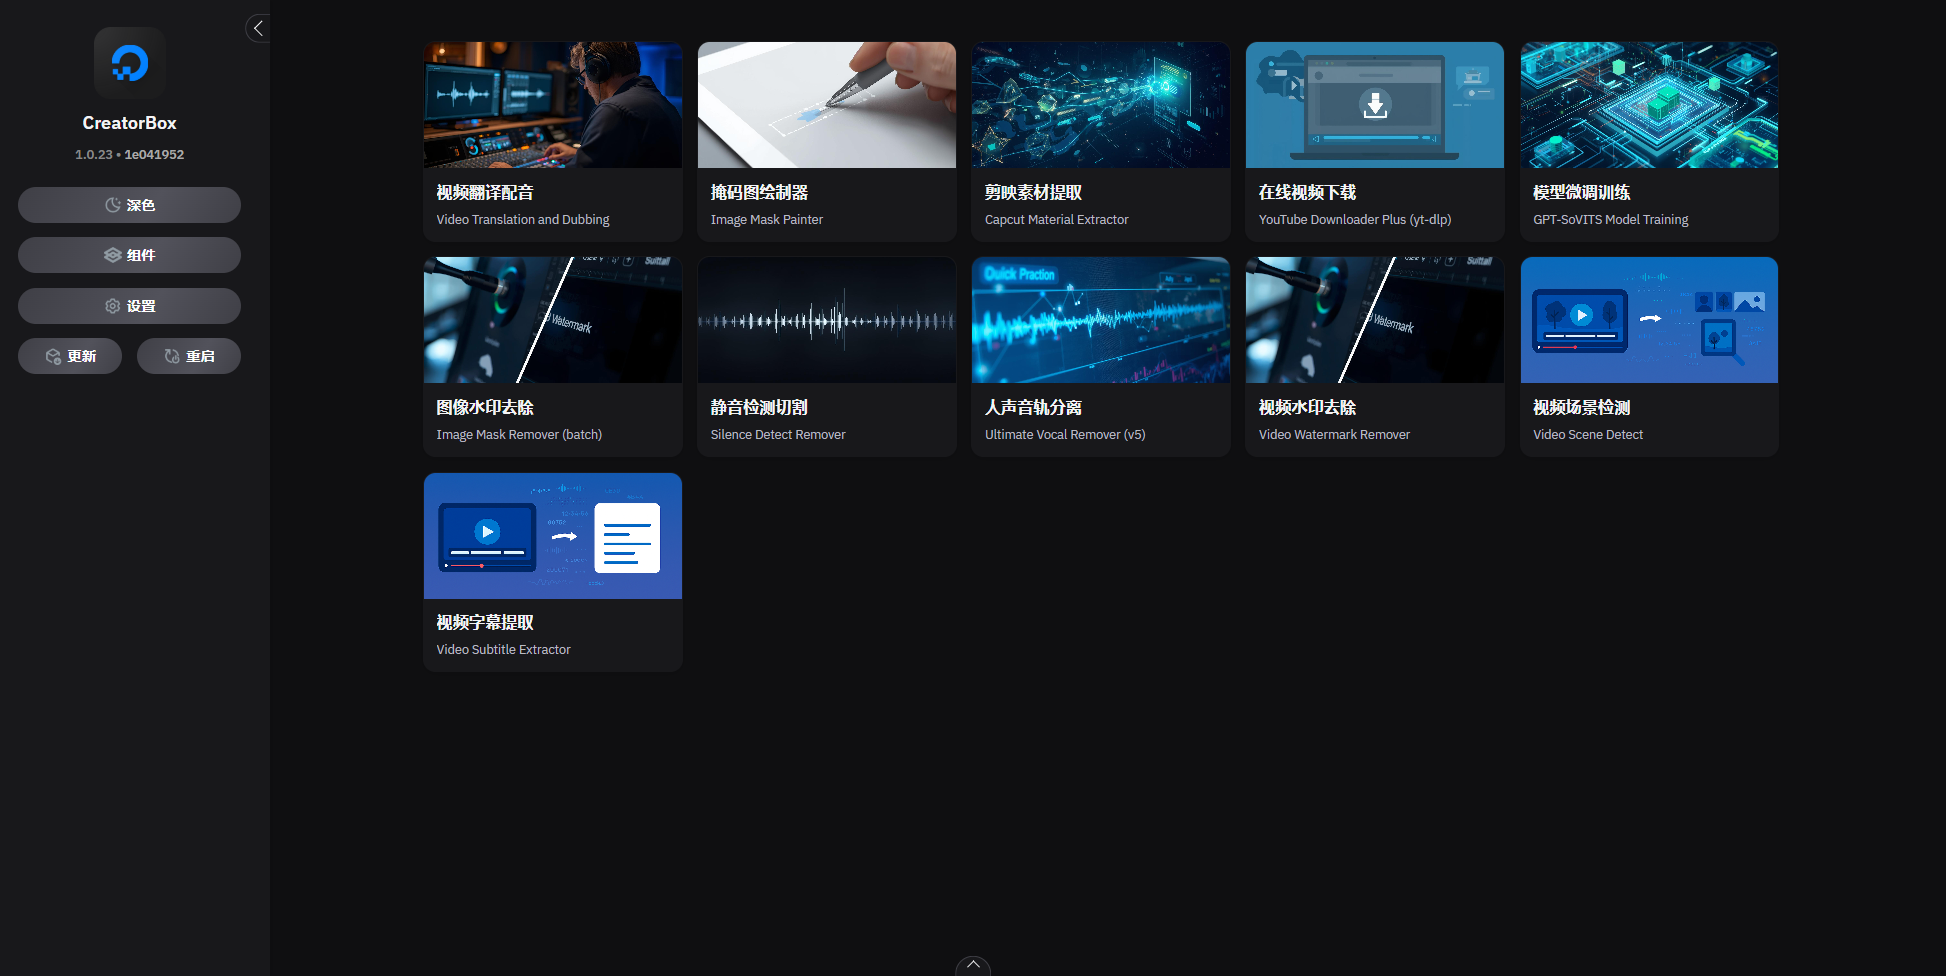 CreatorBox
1.0.23 • 1e041952
深色
组件
设置
更新
重启
视频翻译配音
Video Translation and Dubbing
掩码图绘制器
Image Mask Painter
剪映素材提取
Capcut Material Extractor
在线视频下载
YouTube Downloader Plus (yt-dlp)
模型微调训练
GPT-SoVITS Model Training
Watermark
图像水印去除
Image Mask Remover (batch)
静音检测切割
Silence Detect Remover
Quick Praction
人声音轨分离
Ultimate Vocal Remover (v5)
Watermark
视频水印去除
Video Watermark Remover
视频场景检测
Video Scene Detect
视频字幕提取
Video Subtitle Extractor